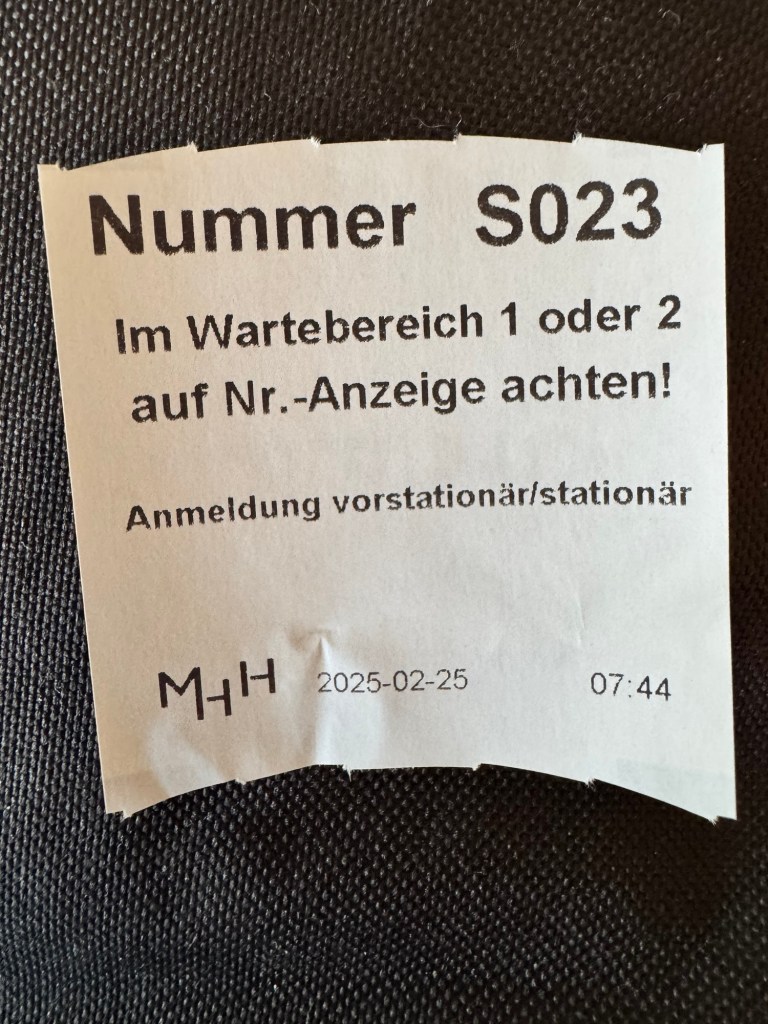 Nummer S023
Im Wartebereich 1 oder 2
auf Nr.-Anzeige achten!
Anmeldung vorstationär/stationär
MHH 2025-02-25 07:44